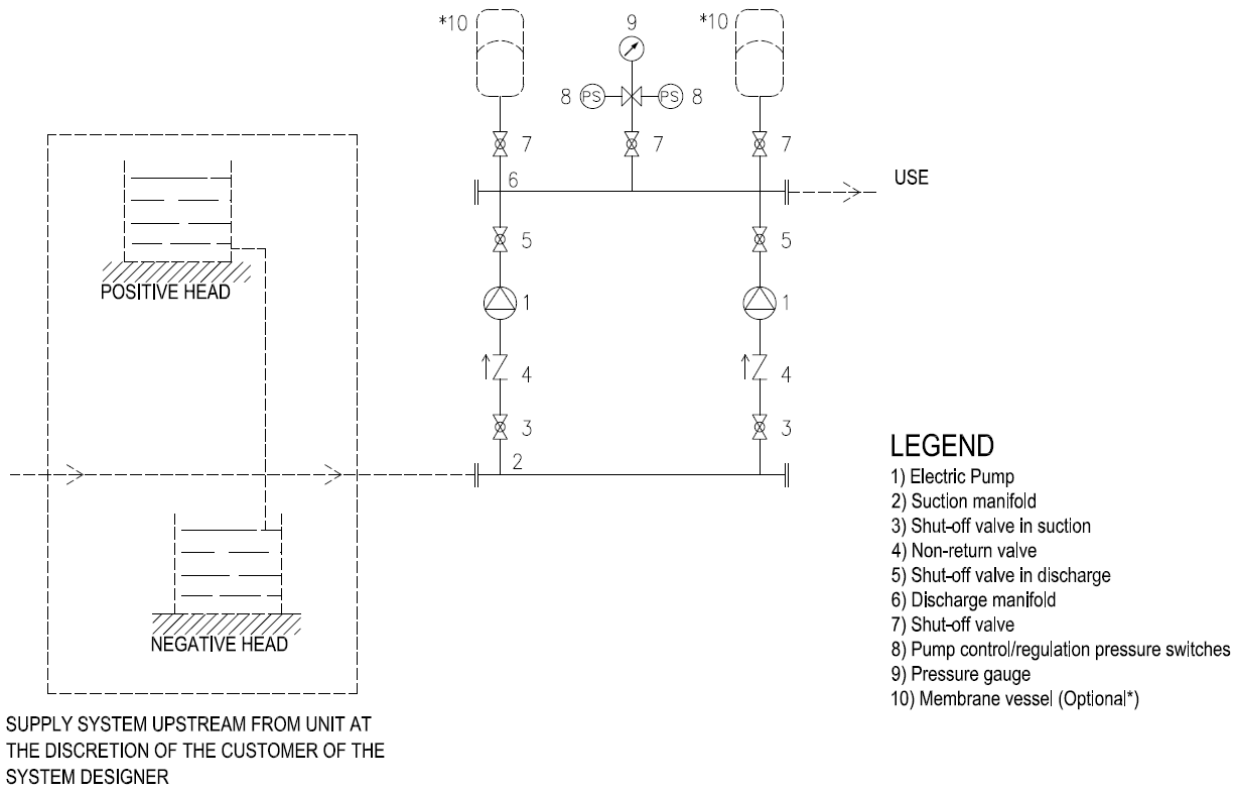 *10
9
*10
8 PS PS 8
7 7 7
6
USE
5 5
POSITIVE HEAD
1 1
4 4
3 3
2
NEGATIVE HEAD
LEGEND
1) Electric Pump
2) Suction manifold
3) Shut-off valve in suction
4) Non-return valve
5) Shut-off valve in discharge
6) Discharge manifold
7) Shut-off valve
8) Pump control/regulation pressure switches
9) Pressure gauge
10) Membrane vessel (Optional*)
SUPPLY SYSTEM UPSTREAM FROM UNIT AT
THE DISCRETION OF THE CUSTOMER OF THE
SYSTEM DESIGNER